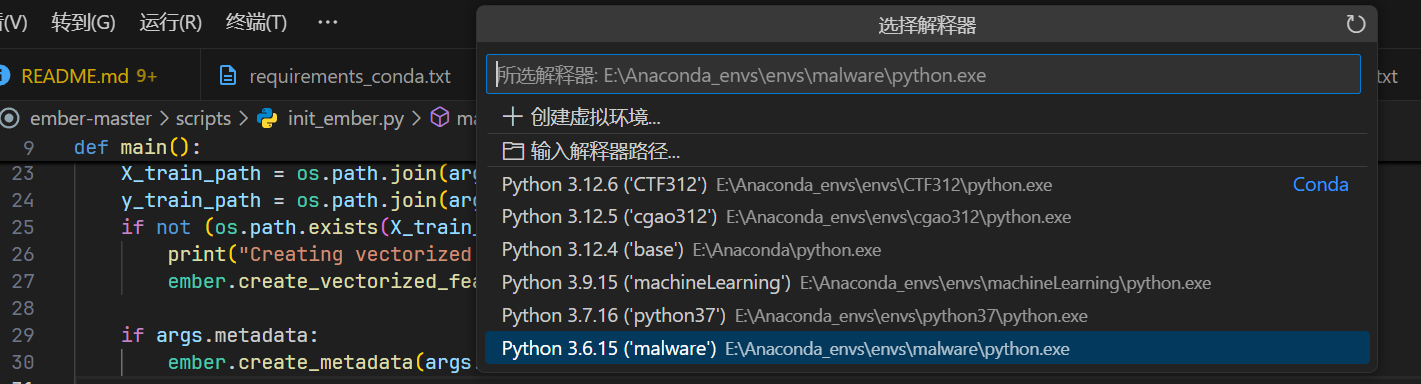 (V) 转到(G) 运行(R) 终端(T) ···
README.md 9+ requirements_conda.txt
ember-master > scripts > init_ember.py >
9 def main():
23 X_train_path = os.path.join(
24 y_train_path = os.path.join(
25 if not (os.path.exists(X_train_
26 print("Creating vectorized
27 ember.create_vectorized_
28
29 if args.metadata:
30 ember.create_metadata(args
选择解释器
所选解释器: E:\Anaconda_envs\envs\malware\python.exe
创建虚拟环境...
输入解释器路径...
Python 3.12.6 ('CTF312') E:\Anaconda_envs\envs\CTF312\python.exe Conda
Python 3.12.5 ('cgao312') E:\Anaconda_envs\envs\cgao312\python.exe
Python 3.12.4 ('base') E:\Anaconda\python.exe
Python 3.9.15 ('machineLearning') E:\Anaconda_envs\envs\machineLearning\python.exe
Python 3.7.16 ('python37') E:\Anaconda_envs\envs\python37\python.exe
Python 3.6.15 ('malware') E:\Anaconda_envs\envs\malware\python.exe
txt